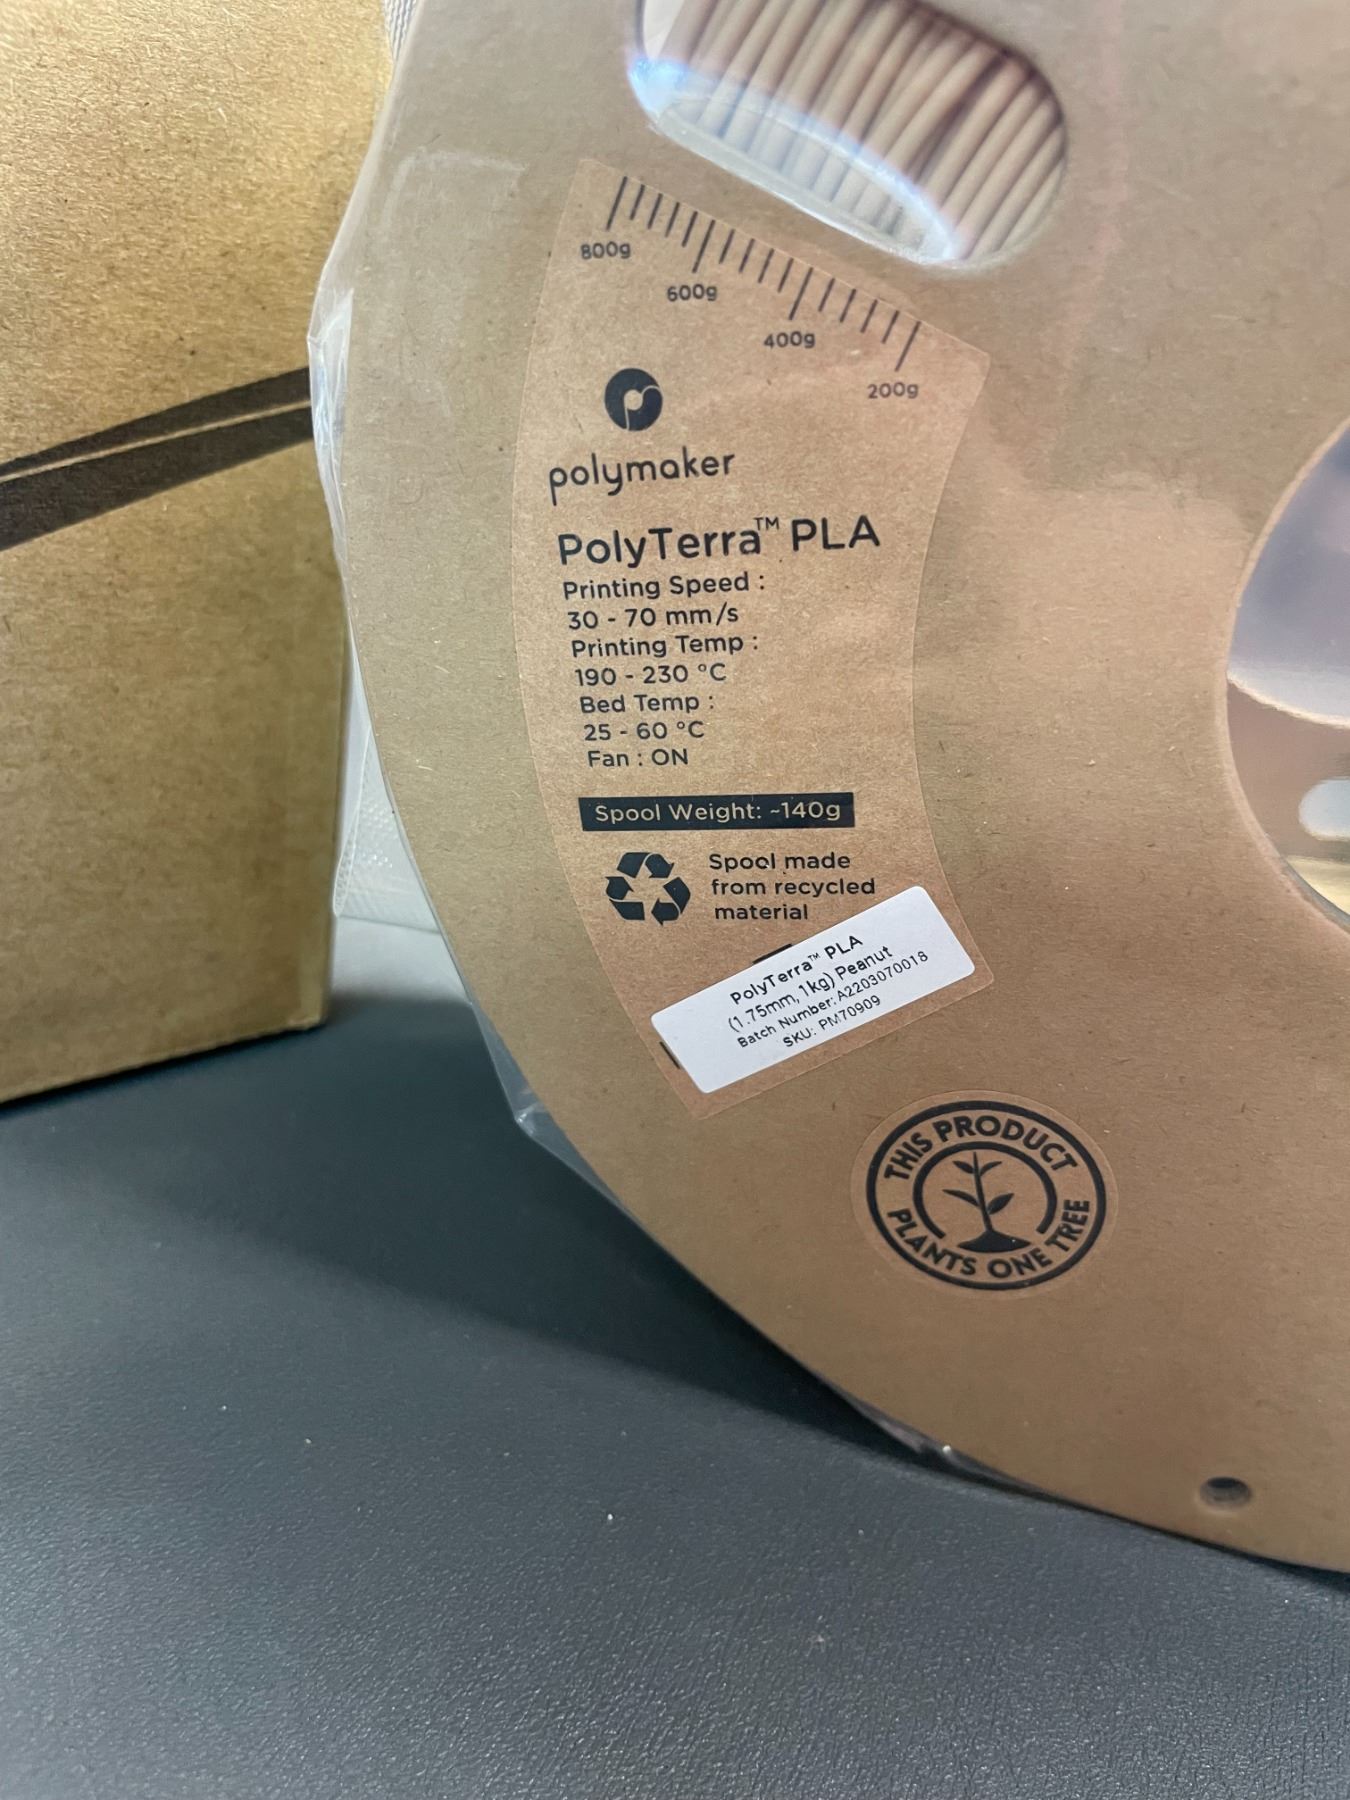 800g
600g
400g
200g
polymaker
PolyTerra™ PLA
Printing Speed :
30 - 70 mm/s
Printing Temp :
190 - 230 °C
Bed Temp :
25 - 60 °C
Fan : ON
Spool Weight: ~140g
Spool made
from recycled
material
PolyTerra™ PLA
(1.75mm, 1kg) Peanut
Batch Number: A2203070018
SKU: PM70909
THIS PRODUCT
PLANTS ONE TREE